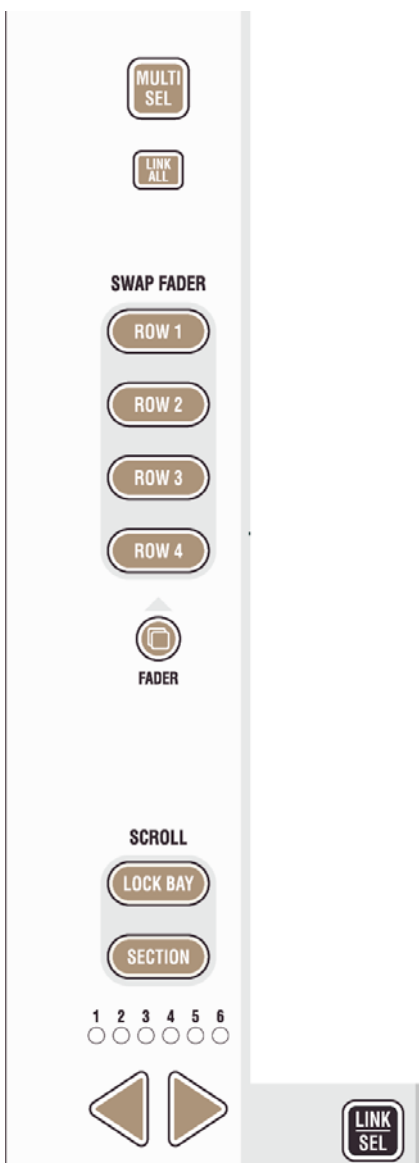 MULTI
SEL
LINK
ALL
SWAP FADER
ROW 1
ROW 2
ROW 3
ROW 4
FADER
SCROLL
LOCK BAY
SECTION
1 2 3 4 5 6
LINK
SEL